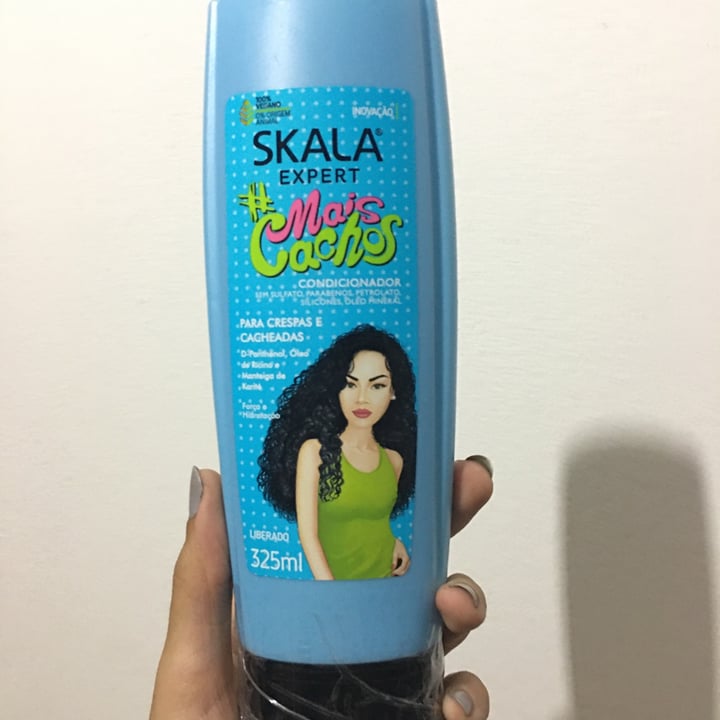 100%
VEGANO
0% ORIGEM
ANIMAL
INOVAÇÃO
SKALA®
EXPERT
#Mais
Cachos
CONDICIONADOR
SEM SULFATO, PARABENOS, PETROLATO,
SILICONES, ÓLEO MINERAL
PARA CRESPAS E
CACHEADAS
D-Panthenol, Óleo
de Rícino e
Manteiga de
Karité
Força e
Hidratação
LIBERADO
325ml